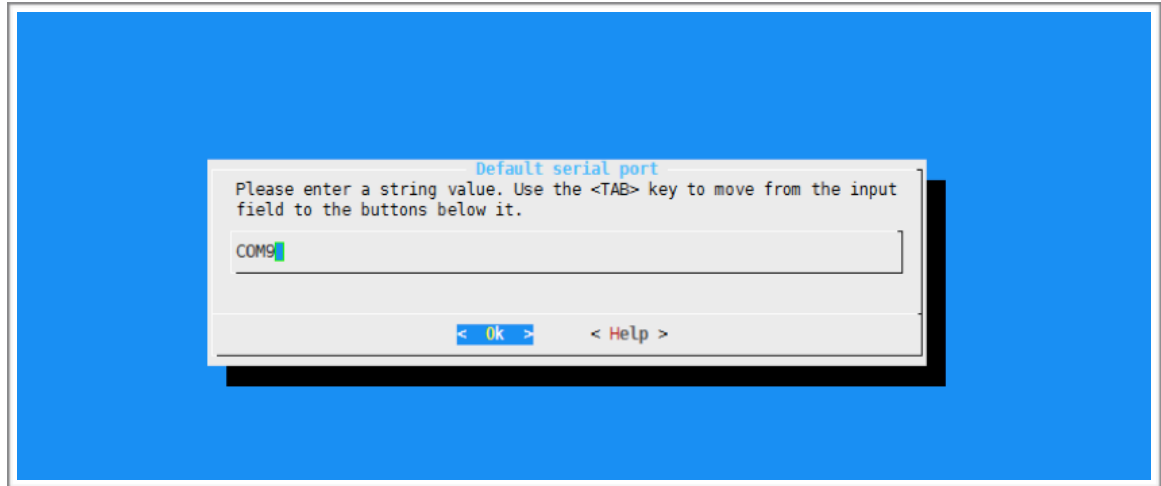 Default serial port
Please enter a string value. Use the <TAB> key to move from the input
field to the buttons below it.
COM9
< Ok > < Help >